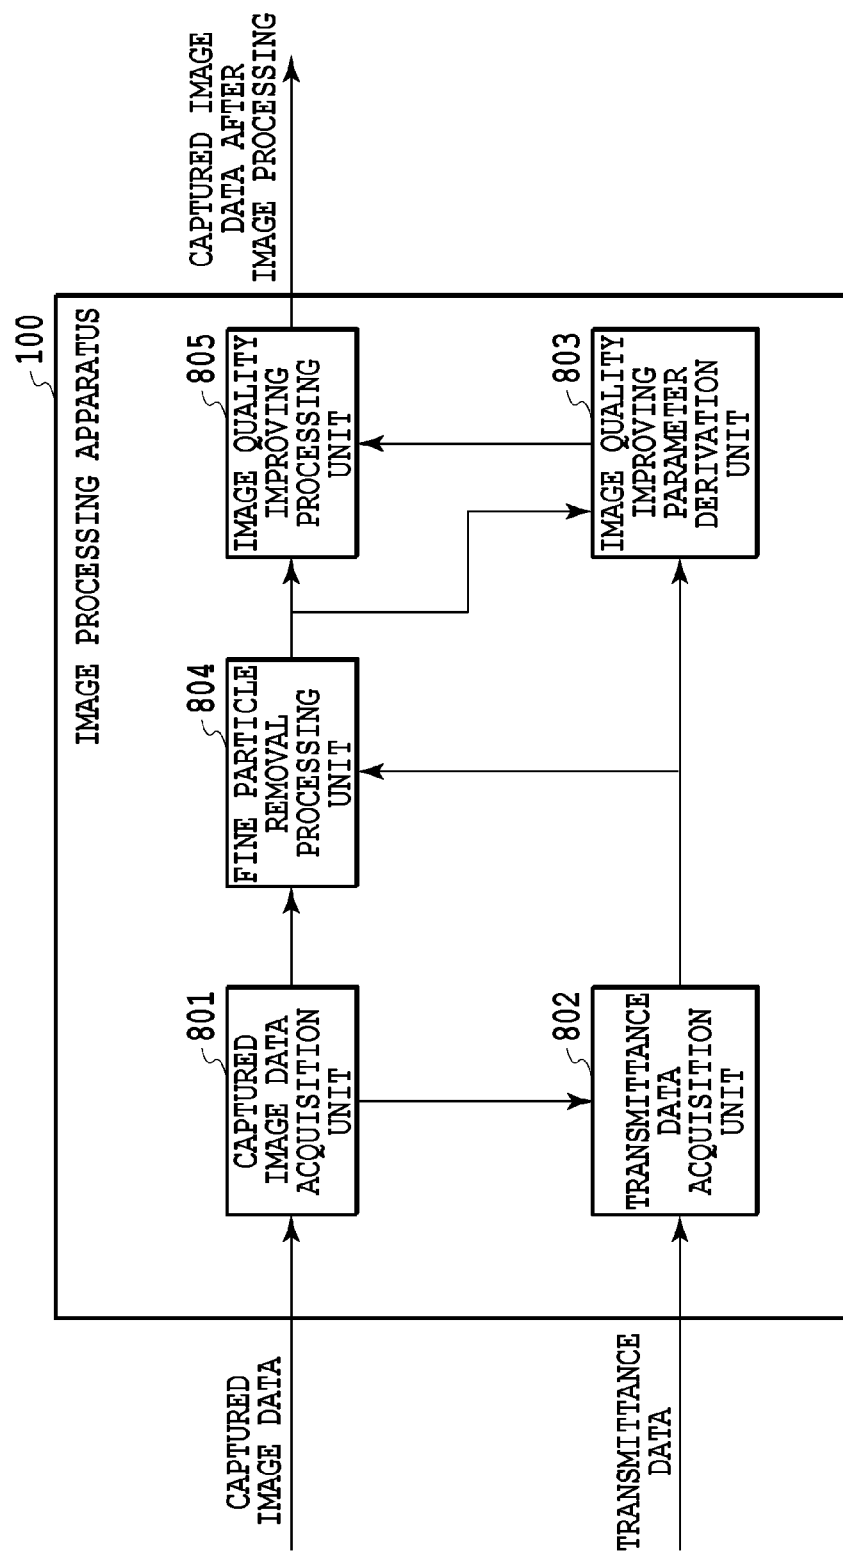 100
IMAGE PROCESSING APPARATUS
CAPTURED
IMAGE DATA
801
CAPTURED
IMAGE DATA
ACQUISITION
UNIT
804
FINE PARTICLE
REMOVAL
PROCESSING
UNIT
805
IMAGE QUALITY
IMPROVING
PROCESSING
UNIT
CAPTURED IMAGE
DATA AFTER
IMAGE PROCESSING
TRANSMITTANCE
DATA
802
TRANSMITTANCE
DATA
ACQUISITION
UNIT
803
IMAGE QUALITY
IMPROVING
PARAMETER
DERIVATION
UNIT